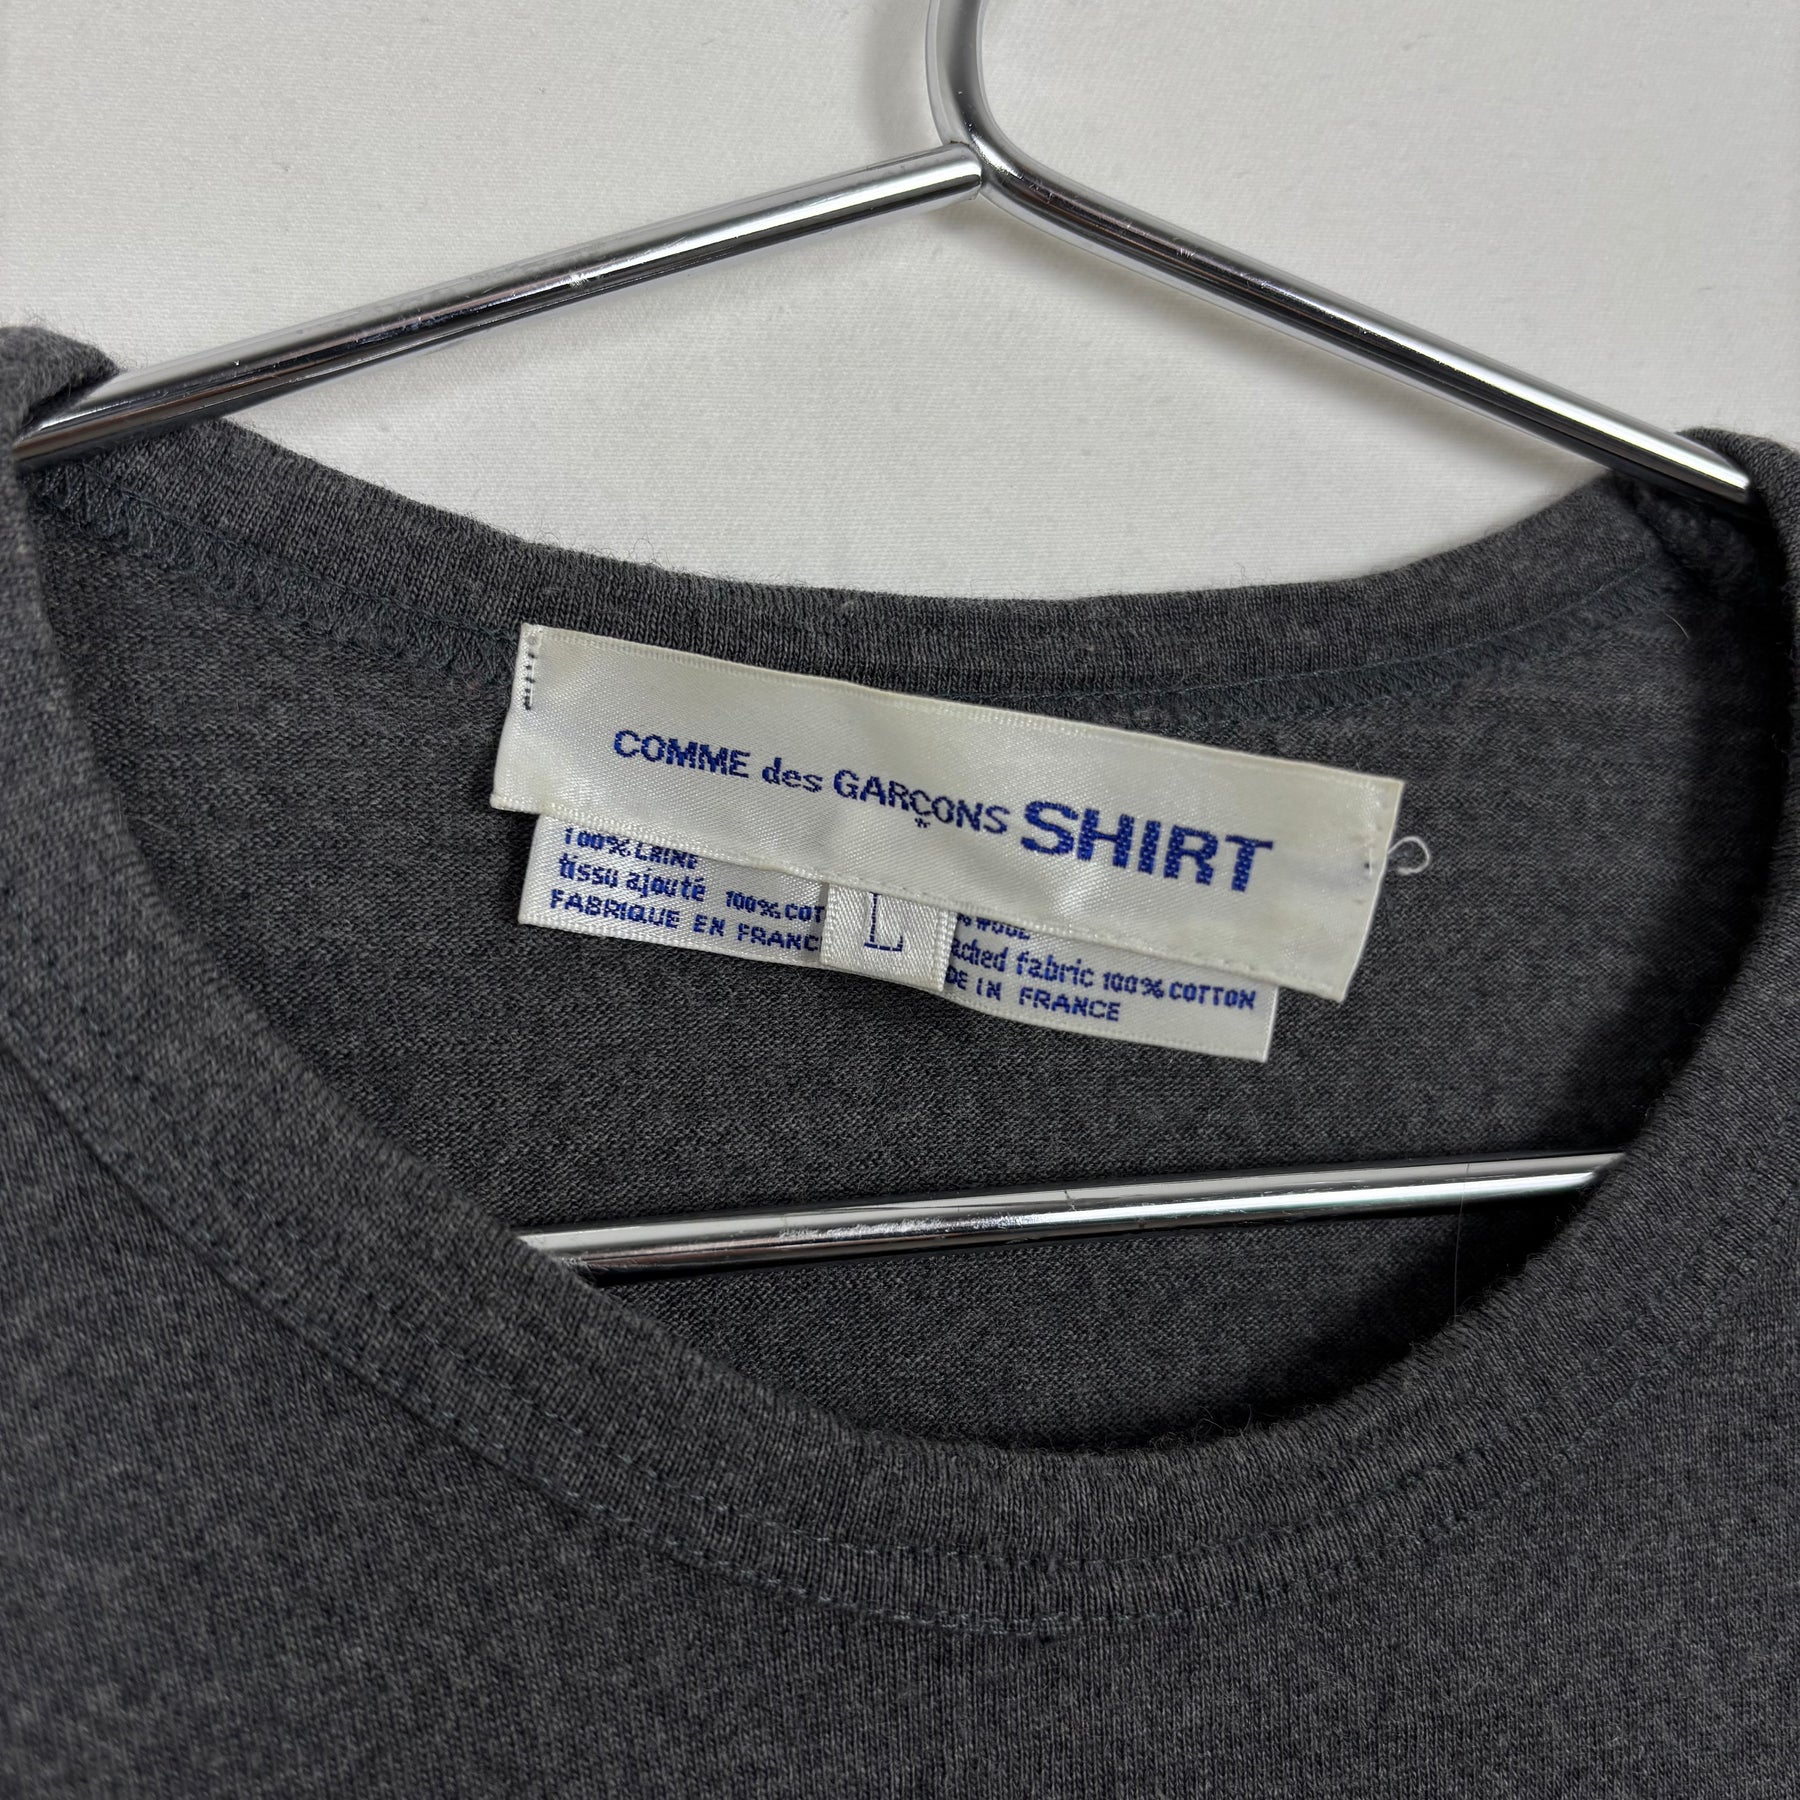 COMME des GARÇONS SHIRT
100% LAINE
tissu ajouté 100% COT
FABRIQUE EN FRANC
L
% WOOL
ached fabric 100% COTTON
DE IN FRANCE